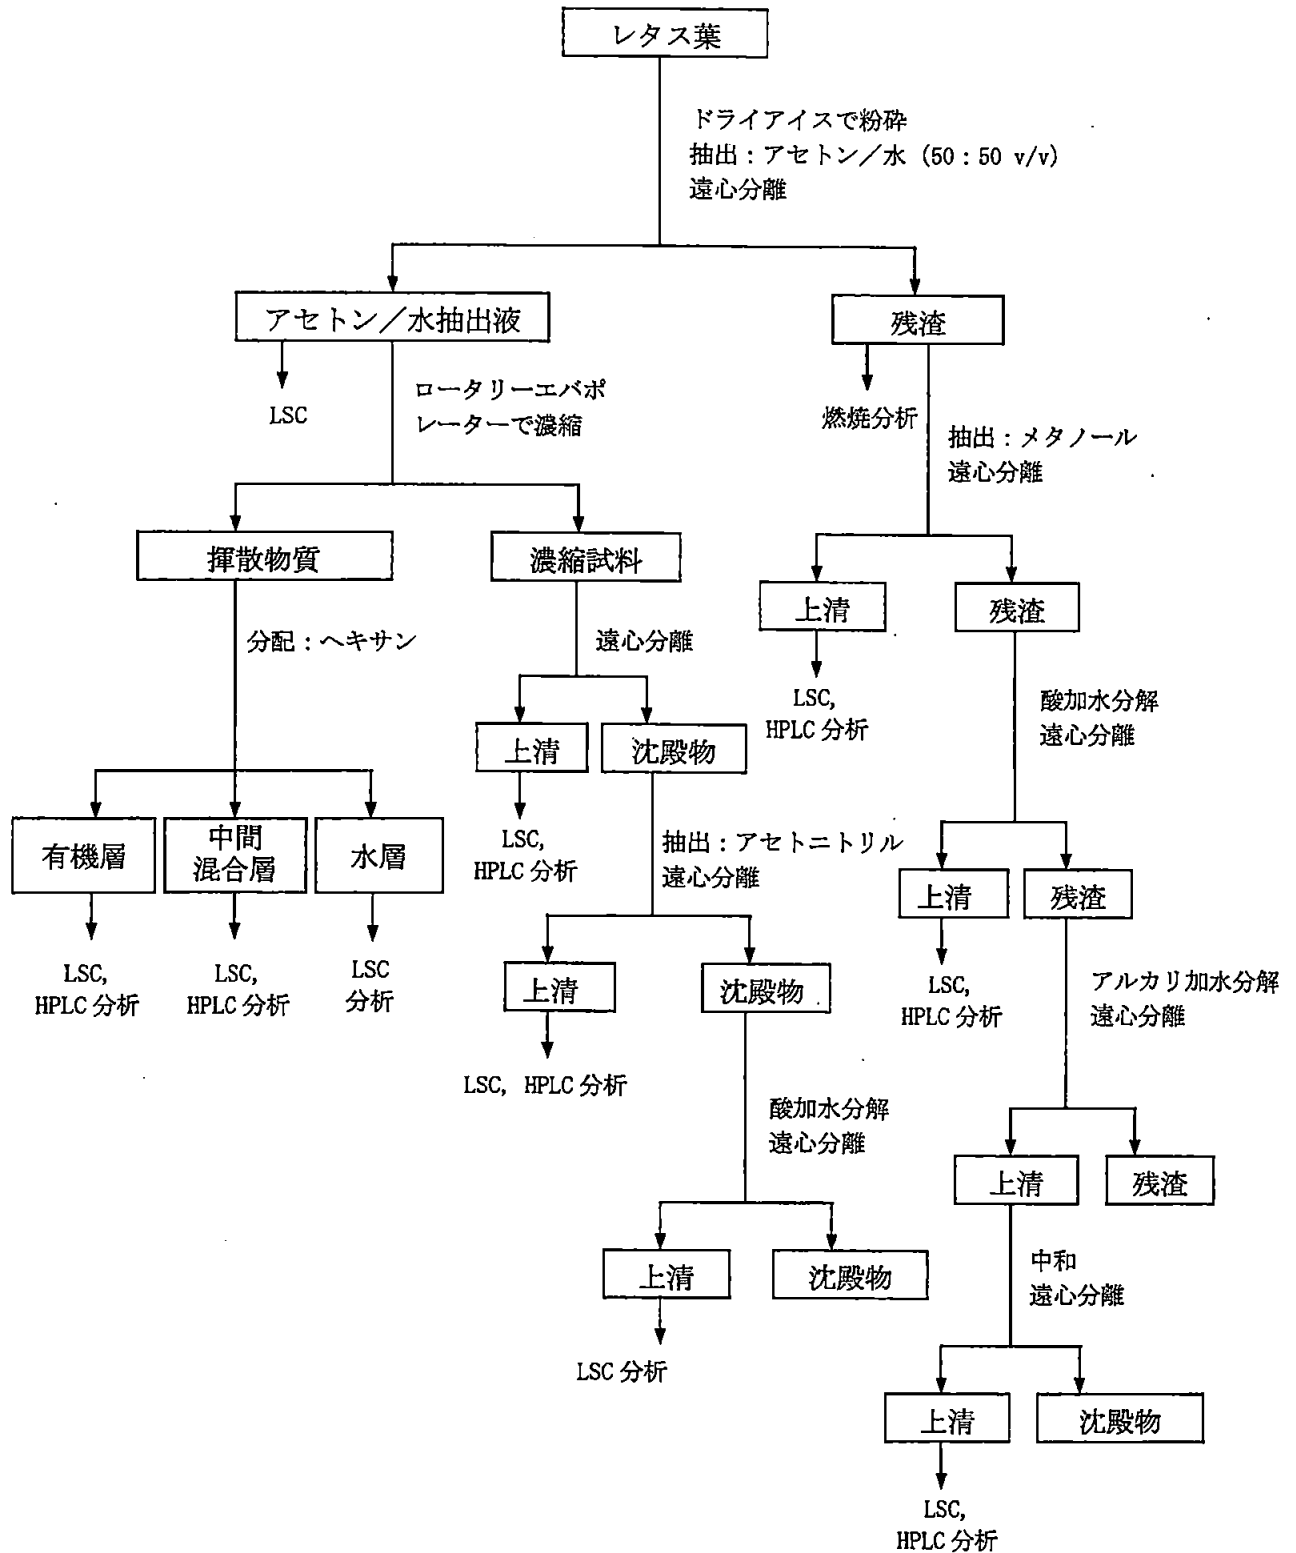 レタス葉
ドライアイスで粉砕
抽出：アセトン／水 (50：50 v/v)
遠心分離
アセトン／水抽出液
残渣
LSC
ロータリーエバポ
レーターで濃縮
燃焼分析
抽出：メタノール
遠心分離
揮散物質
濃縮試料
上清
残渣
分配：ヘキサン
遠心分離
LSC,
HPLC 分析
酸加水分解
遠心分離
上清
沈殿物
有機層
中間
混合層
水層
LSC,
HPLC 分析
抽出：アセトニトリル
遠心分離
上清
残渣
LSC,
HPLC 分析
LSC,
HPLC 分析
LSC
分析
上清
沈殿物
LSC,
HPLC 分析
アルカリ加水分解
遠心分離
LSC, HPLC 分析
酸加水分解
遠心分離
上清
残渣
上清
沈殿物
中和
遠心分離
LSC 分析
上清
沈殿物
LSC,
HPLC 分析